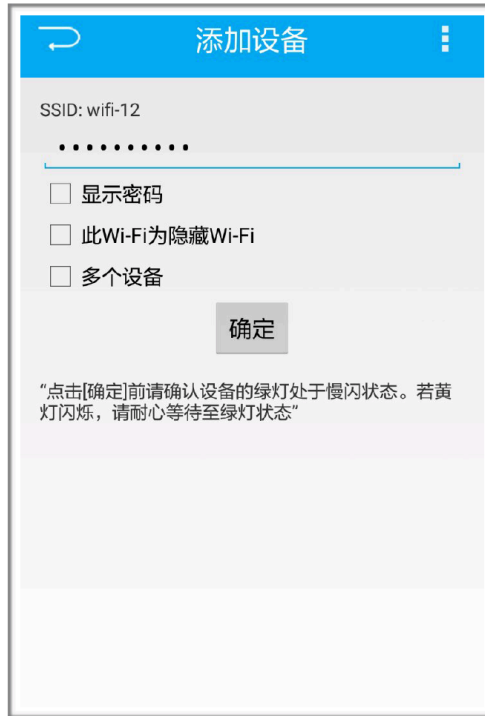 添加设备
SSID: wifi-12
显示密码
此Wi-Fi为隐藏Wi-Fi
多个设备
确定
“点击[确定]前请确认设备的绿灯处于慢闪状态。若黄
灯闪烁，请耐心等待至绿灯状态”